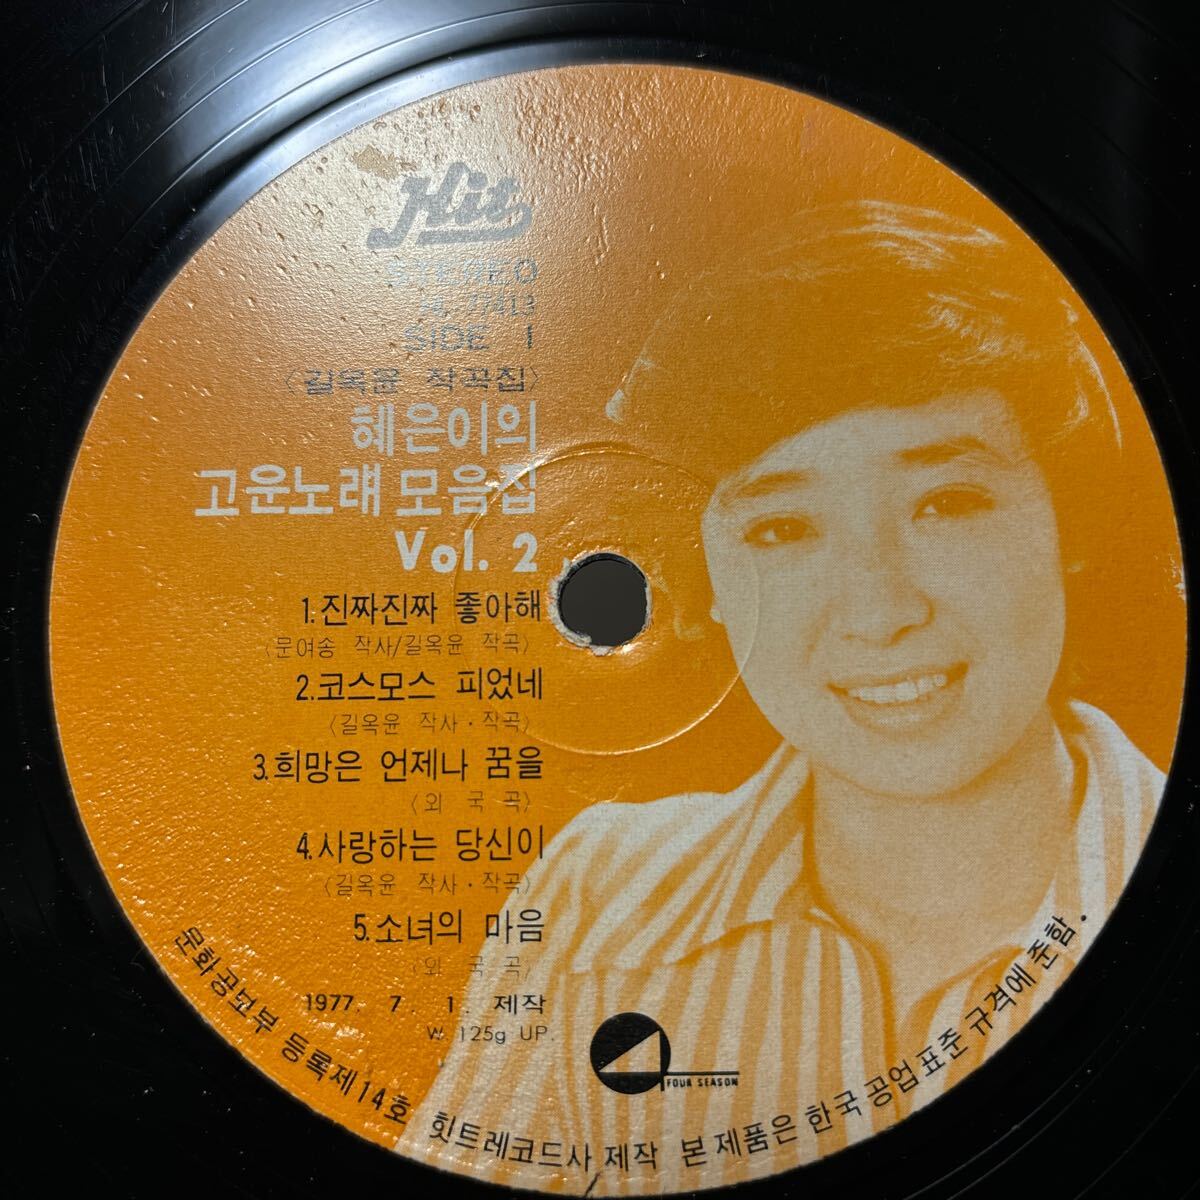 Hit
STEREO
HL 77413
SIDE 1
〈길옥윤 작곡집〉
혜은이의
고운노래 모음집
Vol. 2
1.진짜진짜 좋아해
〈문여송 작사/길옥윤 작곡〉
2.코스모스 피었네
〈길옥윤 작사·작곡〉
3.희망은 언제나 꿈을
〈외 국 곡〉
4.사랑하는 당신이
〈길옥윤 작사·작곡〉
5.소녀의 마음
〈외 국 곡〉
1977. 7. 1. 제작
W. 125g UP.
4 FOUR SEASON
문화공보부 등록제14호 힛트레코드사 제작 본 제품은 한국 공업 표준 규격에 준함.